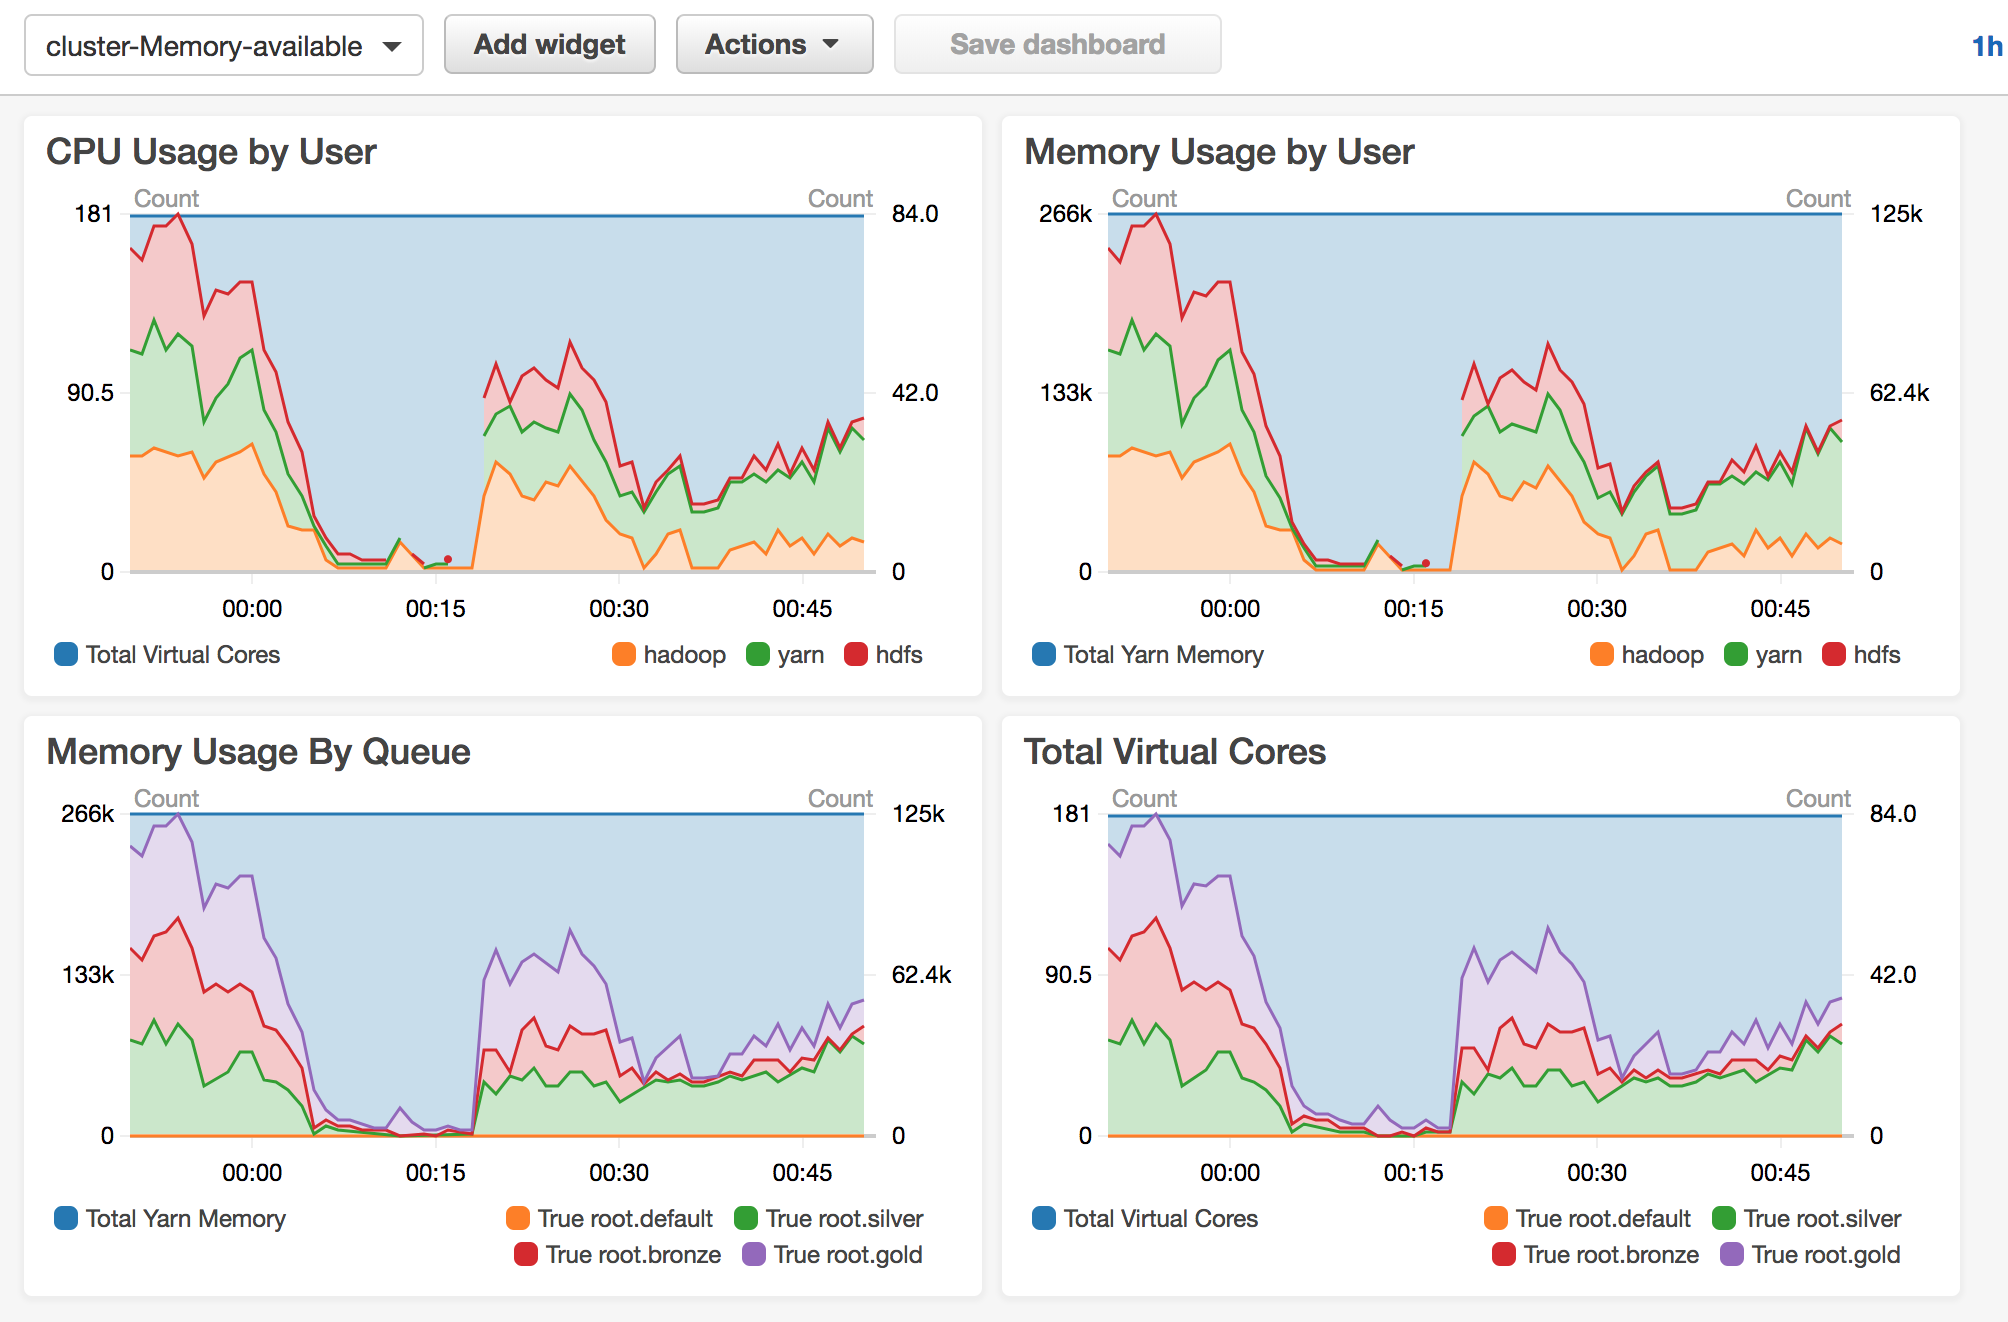 cluster-Memory-available Add widget Actions Save dashboard 1h
CPU Usage by User
Count Count
181 84.0
90.5 42.0
0 0
00:00 00:15 00:30 00:45
Total Virtual Cores hadoop yarn hdfs
Memory Usage by User
Count Count
266k 125k
133k 62.4k
0 0
00:00 00:15 00:30 00:45
Total Yarn Memory hadoop yarn hdfs
Memory Usage By Queue
Count Count
266k 125k
133k 62.4k
0 0
00:00 00:15 00:30 00:45
Total Yarn Memory True root.default True root.silver
True root.bronze True root.gold
Total Virtual Cores
Count Count
181 84.0
90.5 42.0
0 0
00:00 00:15 00:30 00:45
Total Virtual Cores True root.default True root.silver
True root.bronze True root.gold